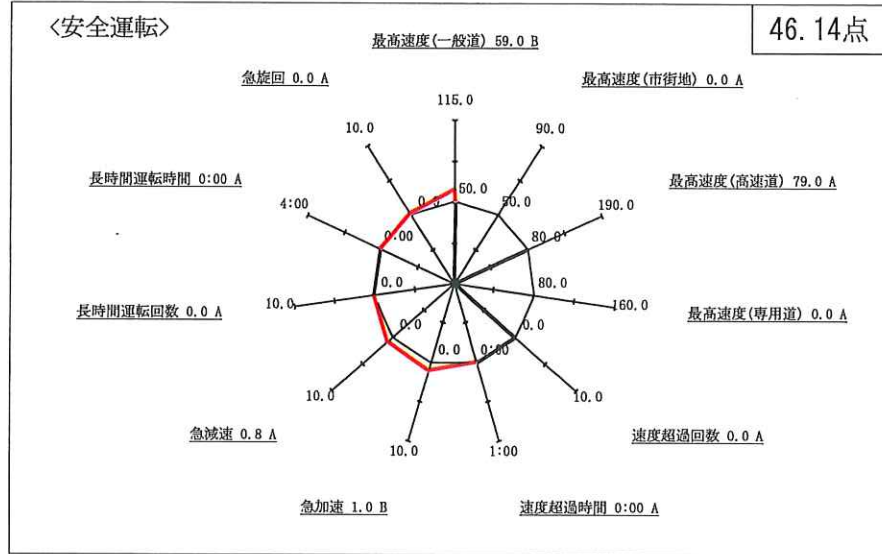 <安全運転>
46.14点
最高速度(一般道) 59.0 B
急旋回 0.0 A
最高速度(市街地) 0.0 A
115.0
10.0
90.0
長時間運転時間 0:00 A
最高速度(高速道) 79.0 A
4:00
190.0
50.0
0.0
50.0
0:00
80.0
長時間運転回数 0.0 A
10.0
0.0
80.0
160.0
最高速度(専用道) 0.0 A
0.0
0.0
0.0
0:00
10.0
10.0
急減速 0.8 A
速度超過回数 0.0 A
10.0
1:00
急加速 1.0 B
速度超過時間 0:00 A